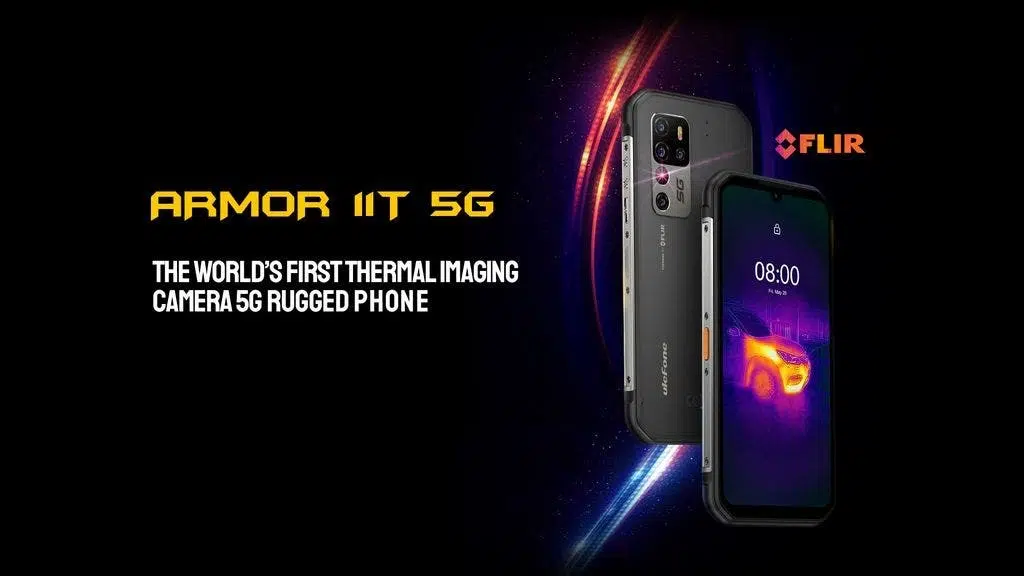 ARMOR 11T 5G
THE WORLD'S FIRST THERMAL IMAGING
CAMERA 5G RUGGED PHONE
FLIR
5G
FLIR
uleFone
08:00